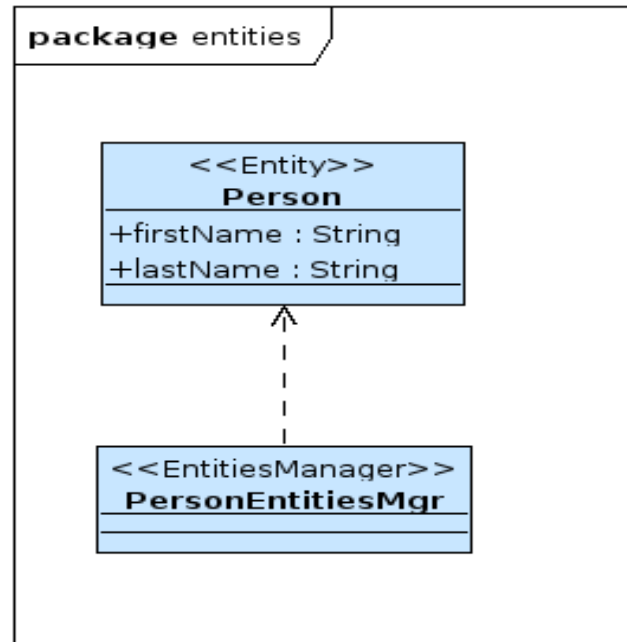 package entities
<<Entity>>
Person
+firstName : String
+lastName : String
<<EntitiesManager>>
PersonEntitiesMgr